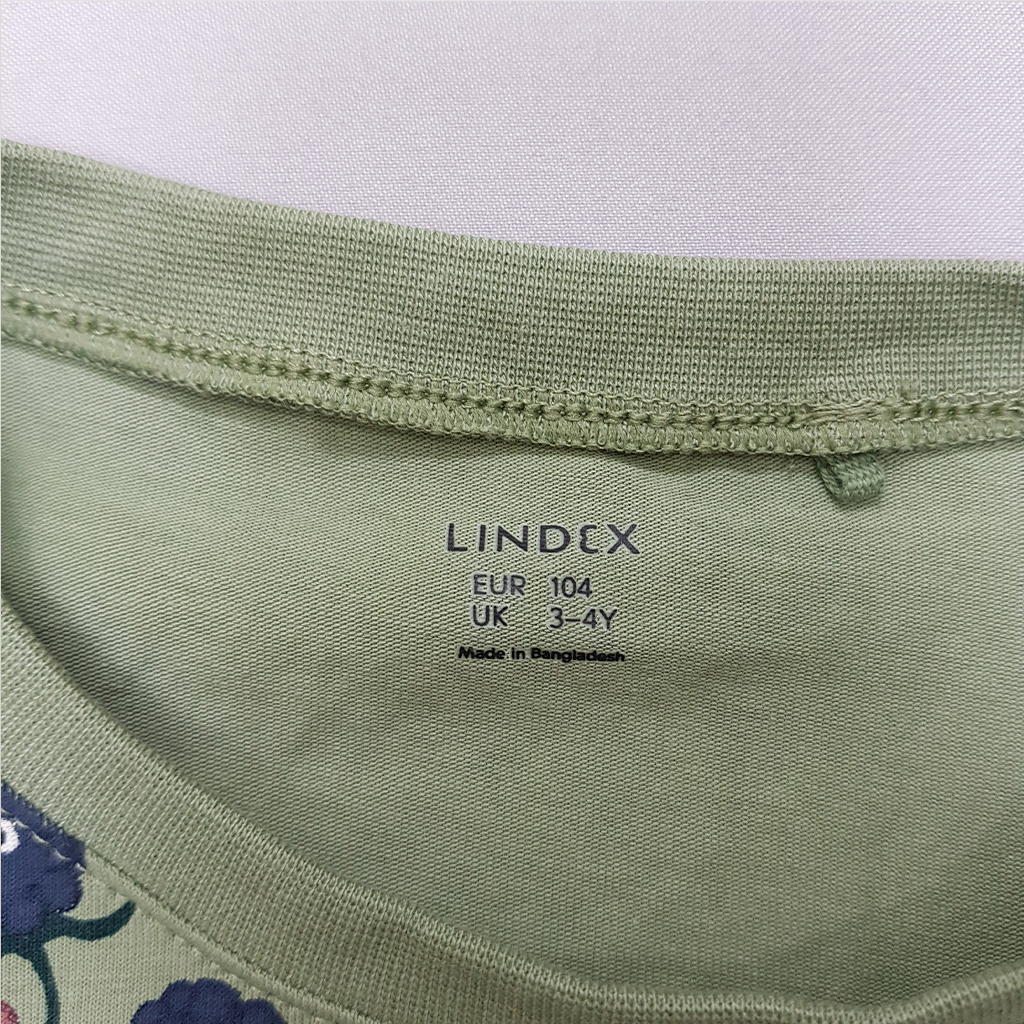 LINDEX
EUR 104
UK 3–4Y
Made in Bangladesh